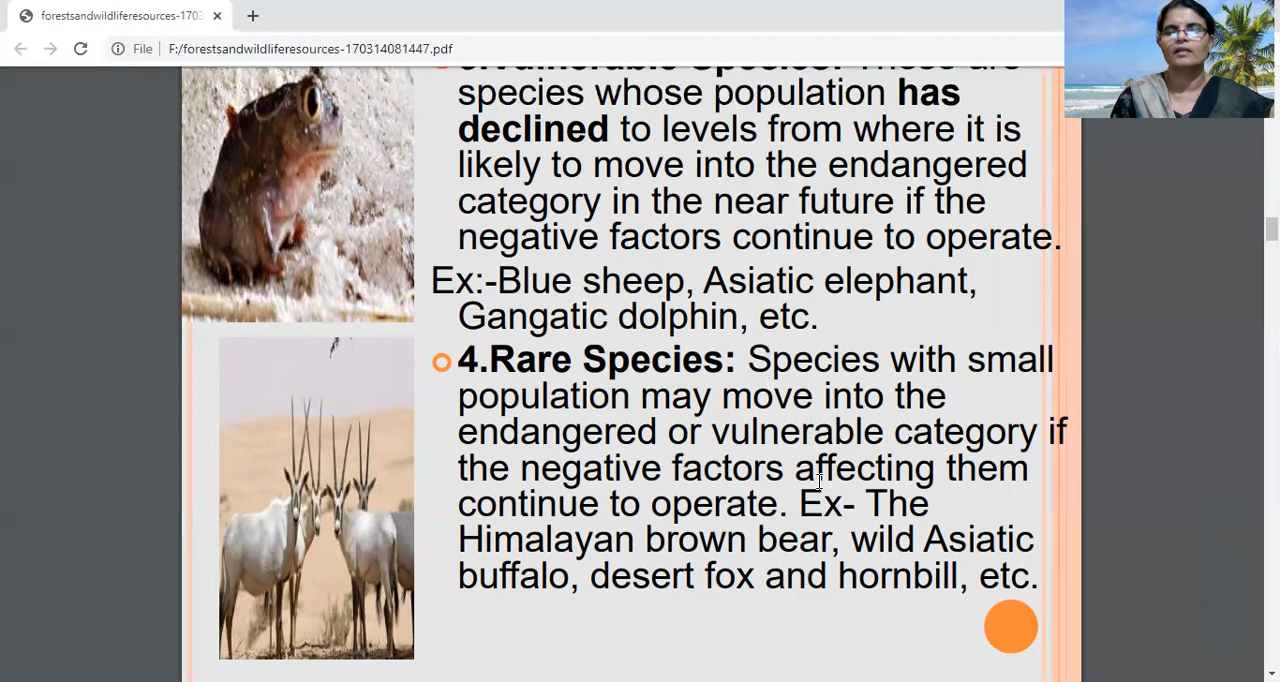 forestsandwildliferesources-1703
File
F:/forestsandwildliferesources-170314081447.pdf
species whose population has
declined to levels from where it is
likely to move into the endangered
category in the near future if the
negative factors continue to operate.
Ex:-Blue sheep, Asiatic elephant,
Gangatic dolphin, etc.
4.Rare Species: Species with small
population may move into the
endangered or vulnerable category if
the negative factors affecting them
continue to operate. Ex- The
Himalayan brown bear, wild Asiatic
buffalo, desert fox and hornbill, etc.